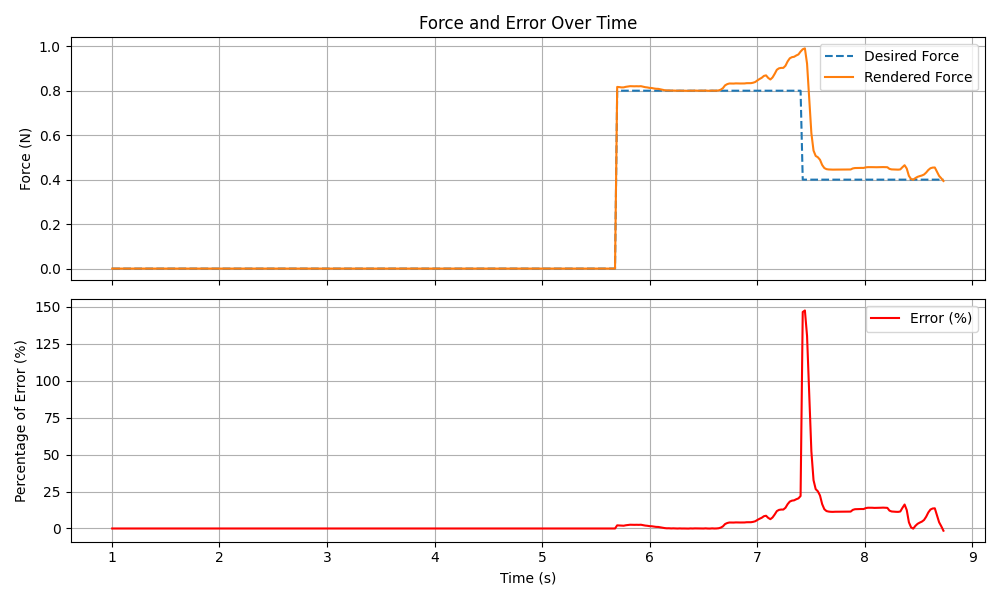 Force and Error Over Time
Force (N)
1.0
0.8
0.6
0.4
0.2
0.0
Desired Force
Rendered Force
Percentage of Error (%)
150
125
100
75
50
25
0
Error (%)
1 2 3 4 5 6 7 8 9
Time (s)